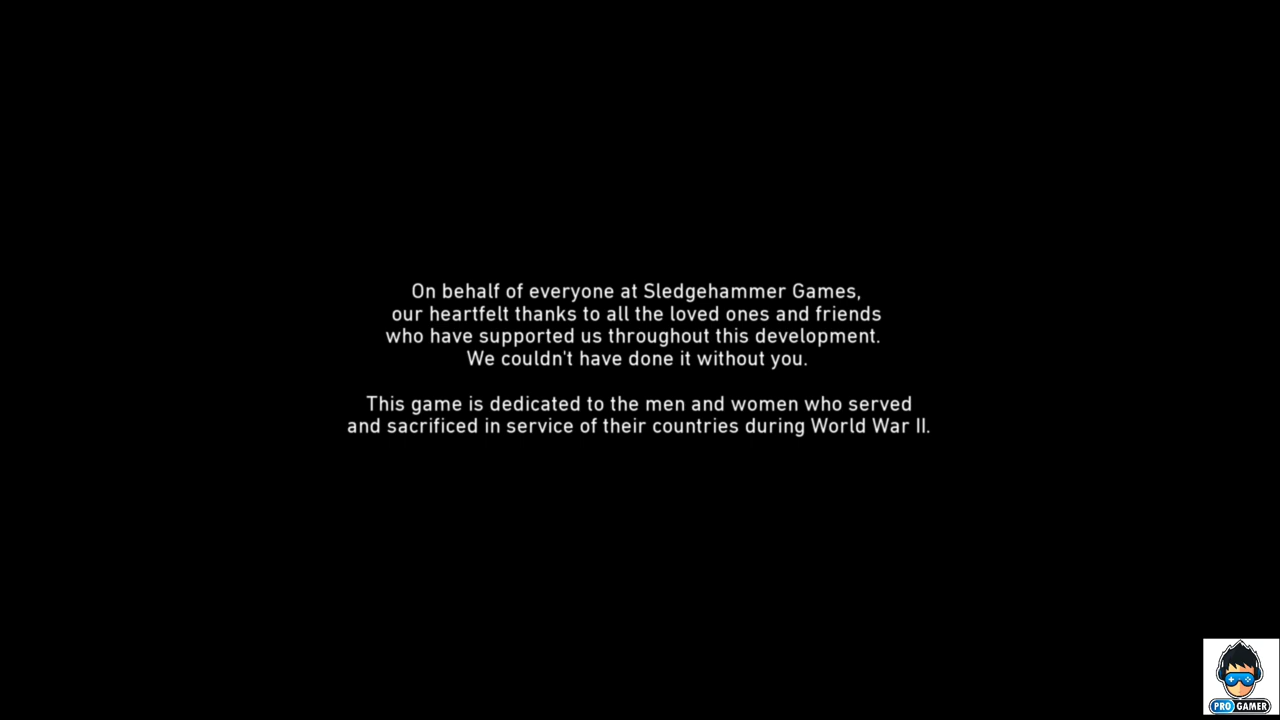 On behalf of everyone at Sledgehammer Games,
our heartfelt thanks to all the loved ones and friends
who have supported us throughout this development.
We couldn't have done it without you.
This game is dedicated to the men and women who served
and sacrificed in service of their countries during World War II.
PRO GAMER